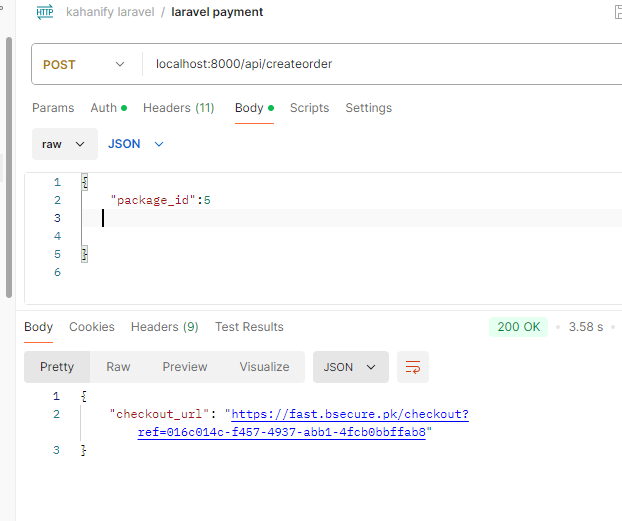 HTTP kahanify laravel / laravel payment
POST localhost:8000/api/createorder
Params Auth Headers (11) Body Scripts Settings
raw JSON
1 {
2 "package_id":5
3
4
5 }
6
Body Cookies Headers (9) Test Results 200 OK 3.58 s
Pretty Raw Preview Visualize JSON
1 {
2 "checkout_url": "https://fast.bsecure.pk/checkout?
ref=016c014c-f457-4937-abb1-4fcb0bbffab8"
3 }